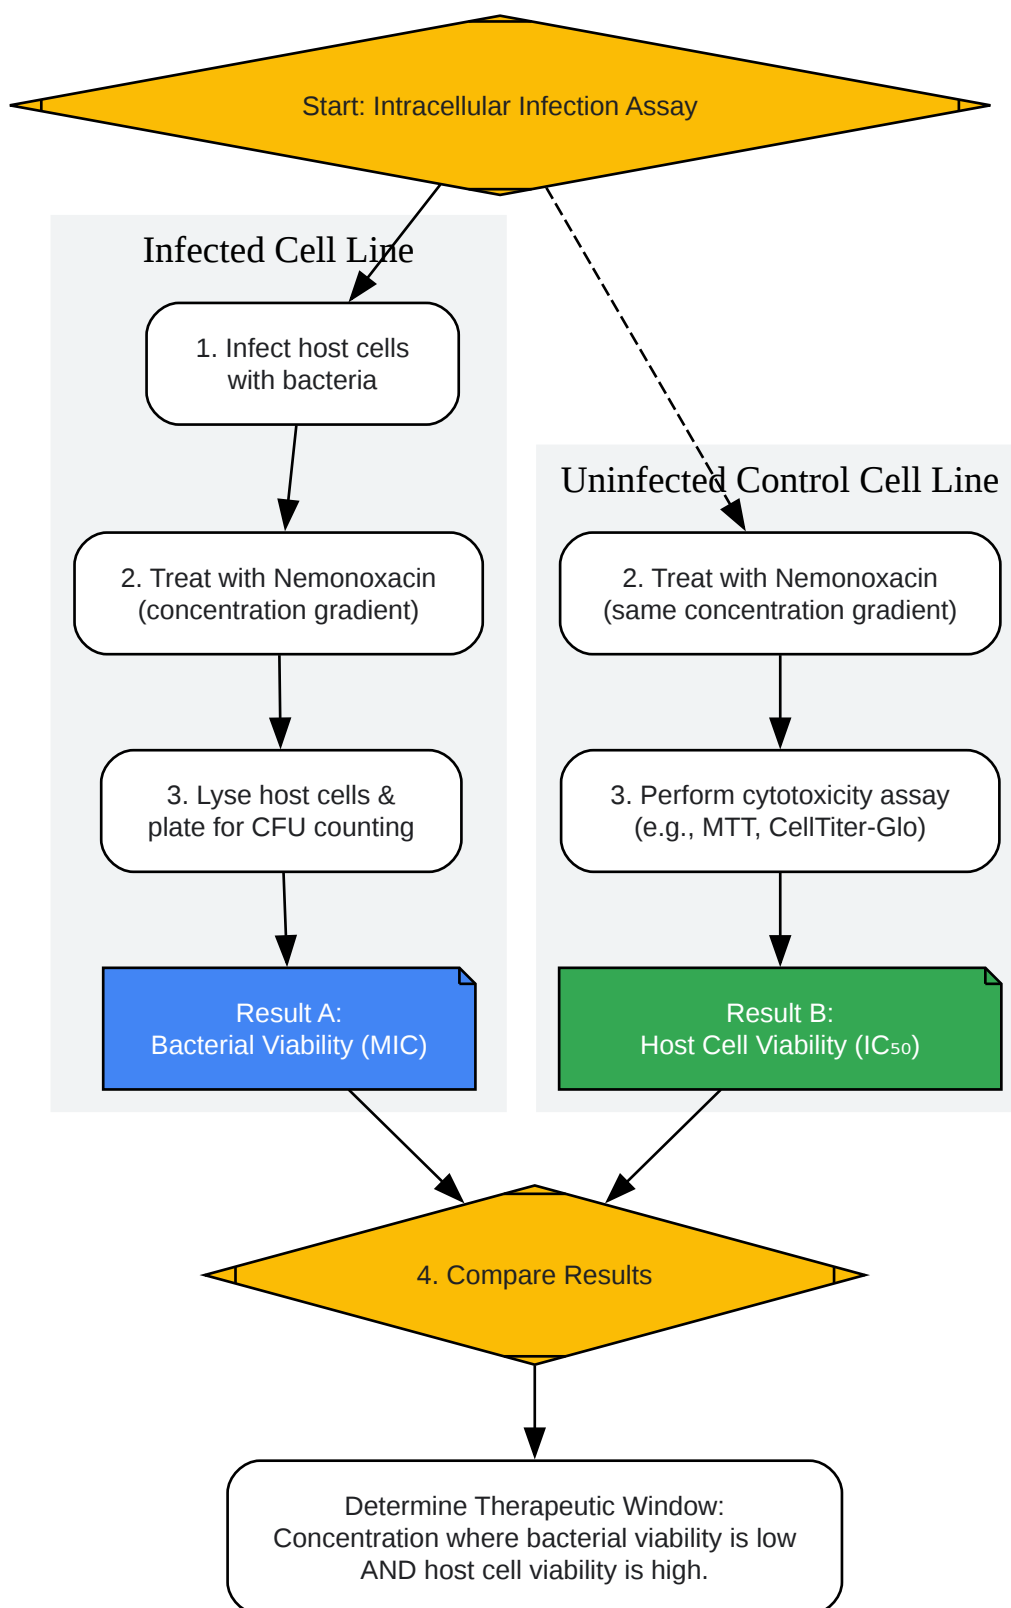 Start: Intracellular Infection Assay
Infected Cell Line
1. Infect host cells
with bacteria
2. Treat with Nemonoxacin
(concentration gradient)
3. Lyse host cells &
plate for CFU counting
Result A:
Bacterial Viability (MIC)
Uninfected Control Cell Line
2. Treat with Nemonoxacin
(same concentration gradient)
3. Perform cytotoxicity assay
(e.g., MTT, CellTiter-Glo)
Result B:
Host Cell Viability (IC₅₀)
4. Compare Results
Determine Therapeutic Window:
Concentration where bacterial viability is low
AND host cell viability is high.